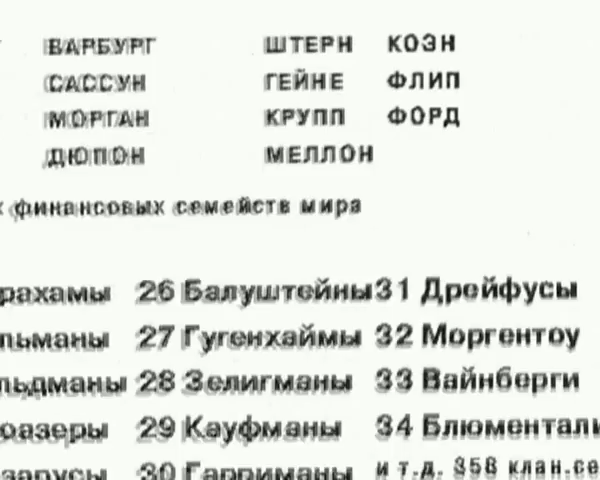 ВАРБУРГ ШТЕРН КОЭН
САССУН ГЕЙНЕ ФЛИП
МОРГАН КРУПП ФОРД
ДЮПОН МЕЛЛОН
х финансовых семейств мира
рахамы 26 Балуштейны 31 Дрейфусы
льманы 27 Гугенхаймы 32 Моргентоу
льдманы 28 Зелигманы 33 Вайнберги
оазеры 29 Кауфманы 34 Блюментали
зарусы 30 Гарриманы и т.д. 358 клан.се